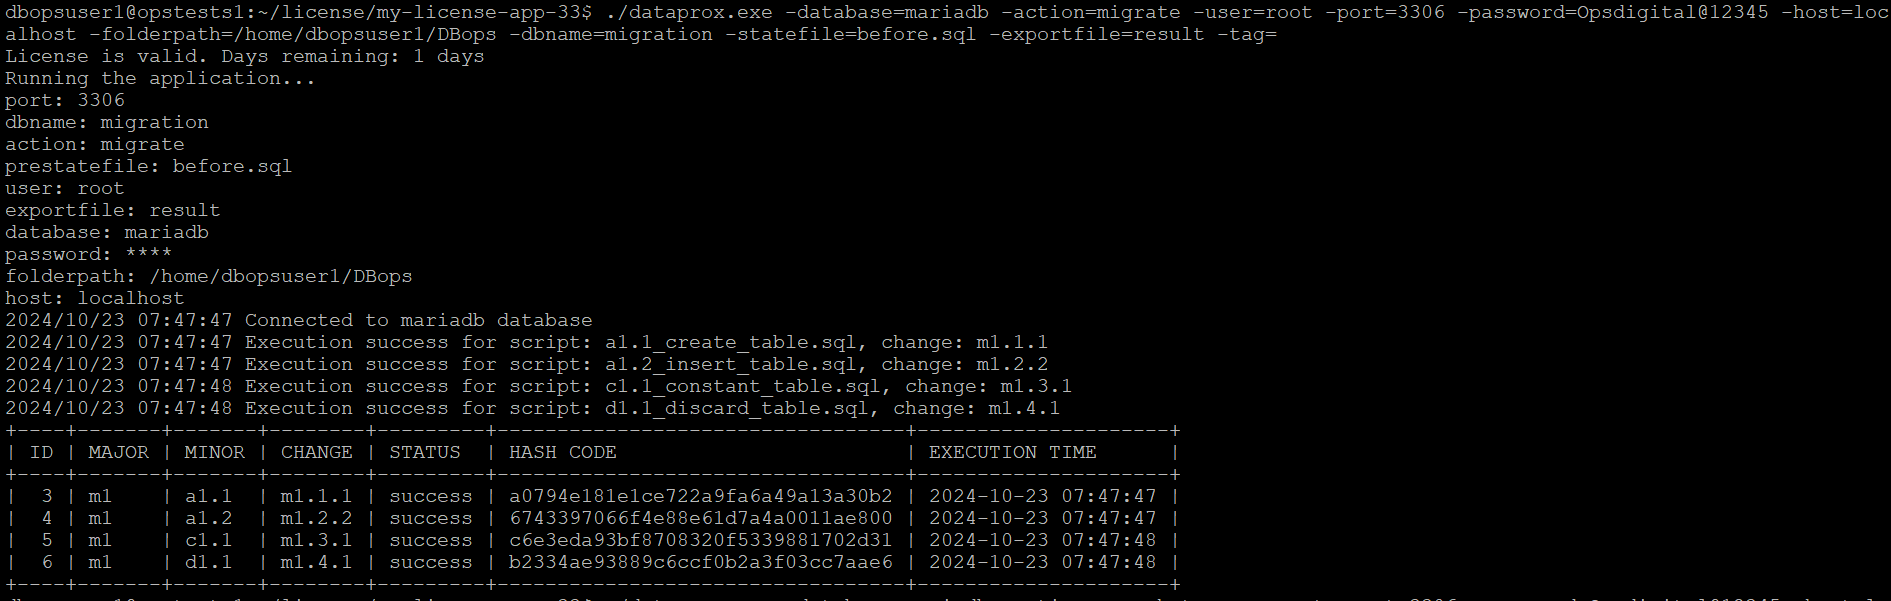 dbopsuser1@opstests1:~/license/my-license-app-33$ ./dataprox.exe -database=mariadb -action=migrate -user=root -port=3306 -password=Opsdigital@12345 -host=loc
alhost -folderpath=/home/dbopsuser1/DBops -dbname=migration -statefile=before.sql -exportfile=result -tag=
License is valid. Days remaining: 1 days
Running the application...
port: 3306
dbname: migration
action: migrate
prestatefile: before.sql
user: root
exportfile: result
database: mariadb
password: ****
folderpath: /home/dbopsuser1/DBops
host: localhost
2024/10/23 07:47:47 Connected to mariadb database
2024/10/23 07:47:47 Execution success for script: a1.1_create_table.sql, change: m1.1.1
2024/10/23 07:47:47 Execution success for script: a1.2_insert_table.sql, change: m1.2.2
2024/10/23 07:47:48 Execution success for script: c1.1_constant_table.sql, change: m1.3.1
2024/10/23 07:47:48 Execution success for script: d1.1_discard_table.sql, change: m1.4.1
+----+-------+-------+--------+---------+----------------------------------+---------------------+
| ID | MAJOR | MINOR | CHANGE | STATUS | HASH CODE | EXECUTION TIME |
+----+-------+-------+--------+---------+----------------------------------+---------------------+
| 3 | m1 | a1.1 | m1.1.1 | success | a0794e181e1ce722a9fa6a49a13a30b2 | 2024-10-23 07:47:47 |
| 4 | m1 | a1.2 | m1.2.2 | success | 6743397066f4e88e61d7a4a0011ae800 | 2024-10-23 07:47:47 |
| 5 | m1 | c1.1 | m1.3.1 | success | c6e3eda93bf8708320f5339881702d31 | 2024-10-23 07:47:48 |
| 6 | m1 | d1.1 | m1.4.1 | success | b2334ae93889c6ccf0b2a3f03cc7aae6 | 2024-10-23 07:47:48 |
+----+-------+-------+--------+---------+----------------------------------+---------------------+